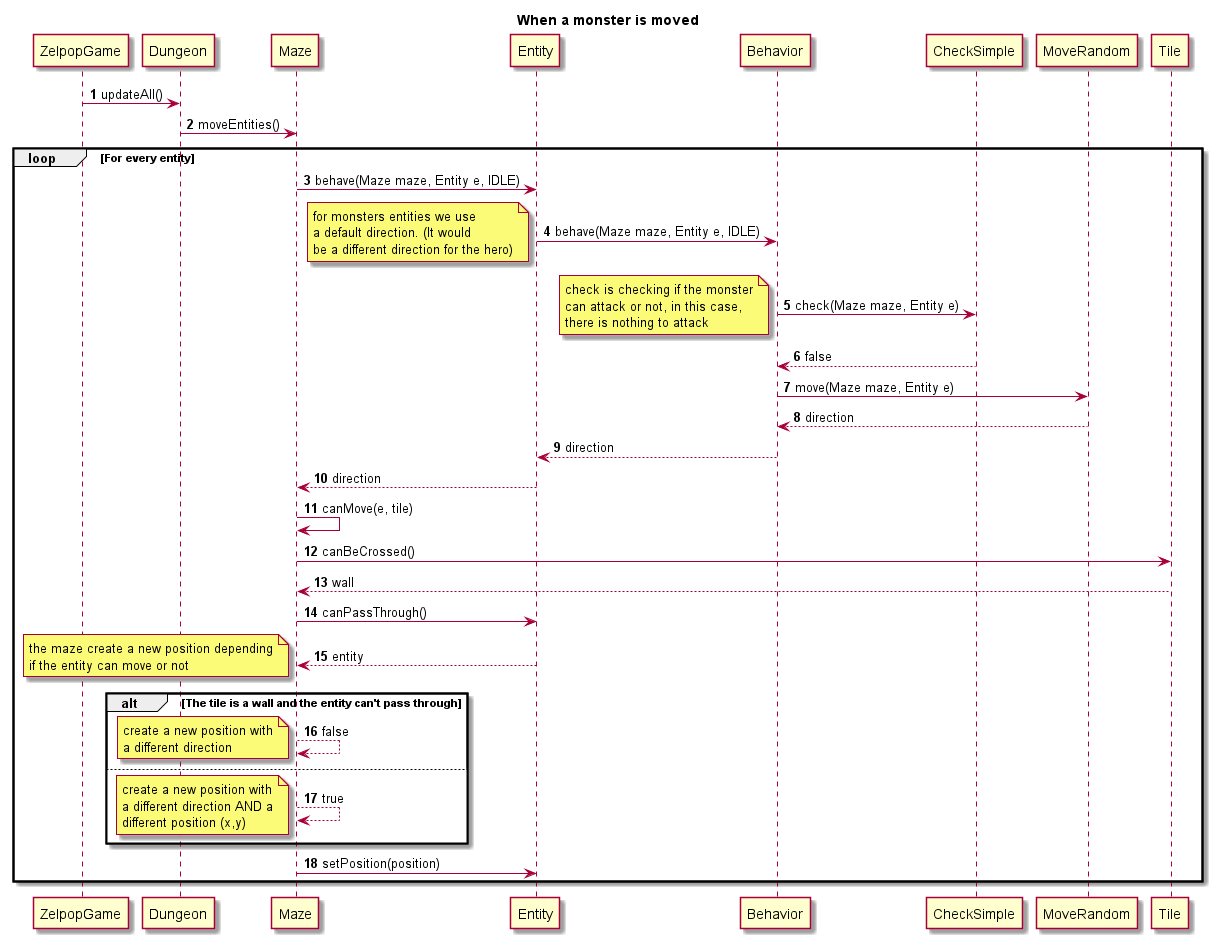 When a monster is moved
ZelpopGame Dungeon Maze Entity Behavior CheckSimple MoveRandom Tile
1 updateAll()
2 moveEntities()
loop [For every entity]
3 behave(Maze maze, Entity e, IDLE)
for monsters entities we use
a default direction. (It would
be a different direction for the hero)
4 behave(Maze maze, Entity e, IDLE)
check is checking if the monster
can attack or not, in this case,
there is nothing to attack
5 check(Maze maze, Entity e)
6 false
7 move(Maze maze, Entity e)
8 direction
9 direction
10 direction
11 canMove(e, tile)
12 canBeCrossed()
13 wall
14 canPassThrough()
the maze create a new position depending
if the entity can move or not
15 entity
alt [The tile is a wall and the entity can't pass through]
create a new position with
a different direction
16 false
create a new position with
a different direction AND a
different position (x,y)
17 true
18 setPosition(position)
ZelpopGame Dungeon Maze Entity Behavior CheckSimple MoveRandom Tile